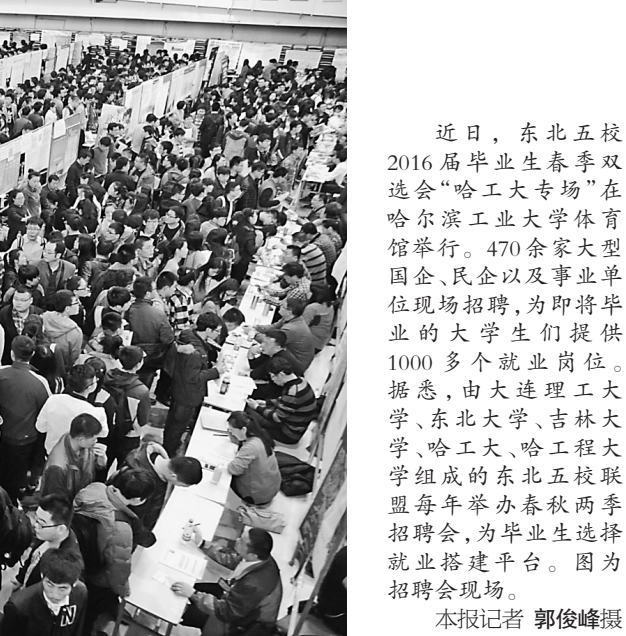 近日，东北五校
2016届毕业生春季双
选会“哈工大专场”在
哈尔滨工业大学体育
馆举行。470余家大型
国企、民企以及事业单
位现场招聘，为即将毕
业的大学生们提供
1000多个就业岗位。
据悉，由大连理工大
学、东北大学、吉林大
学、哈工大、哈工程大
学组成的东北五校联
盟每年举办春秋两季
招聘会，为毕业生选择
就业搭建平台。图为
招聘会现场。
本报记者 郭俊峰摄